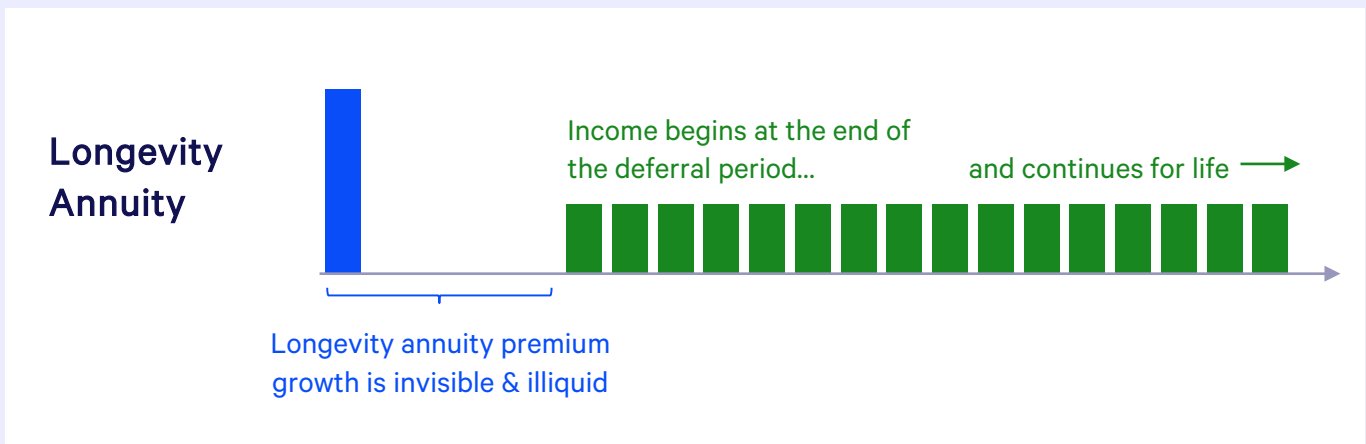 Longevity
Annuity
Income begins at the end of
the deferral period...
and continues for life
Longevity annuity premium
growth is invisible & illiquid